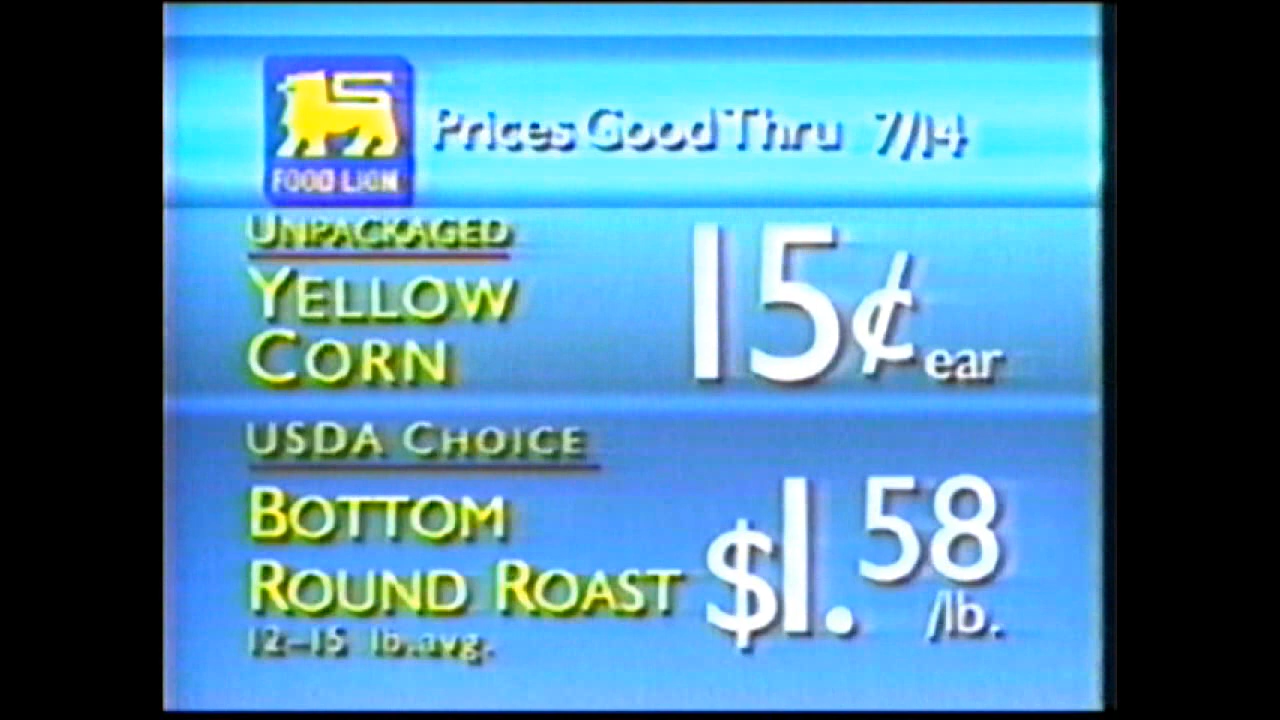 FOOD LION
Prices Good Thru 7/14
UNPACKAGED
YELLOW
CORN
15¢ ear
USDA CHOICE
BOTTOM
ROUND ROAST
12-15 lb. avg.
$1.58 /lb.